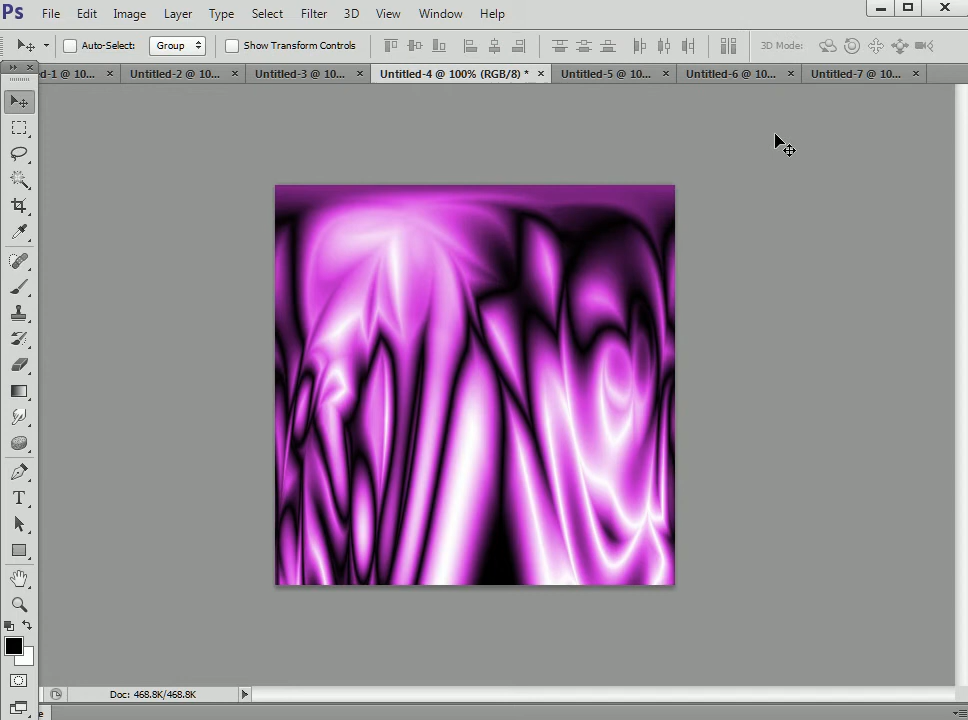 Ps File Edit Image Layer Type Select Filter 3D View Window Help
Auto-Select: Group Show Transform Controls 3D Mode:
d-1 @ 10... × Untitled-2 @ 10... × Untitled-3 @ 10... × Untitled-4 @ 100% (RGB/8) * × Untitled-5 @ 10... × Untitled-6 @ 10... × Untitled-7 @ 10... ×
T
Doc: 468.8K/468.8K
e